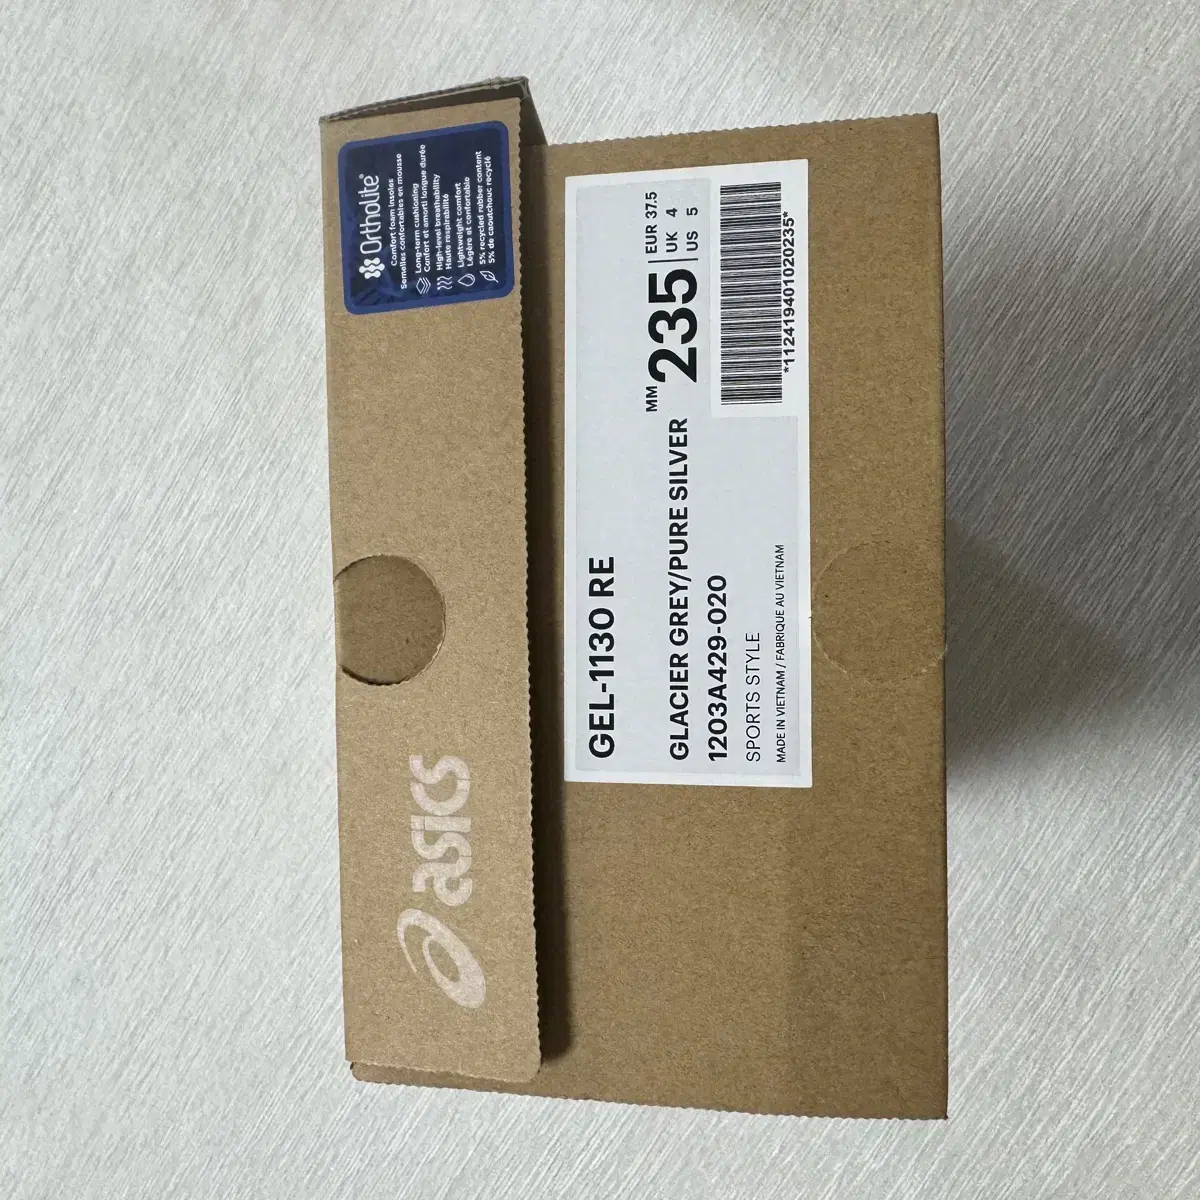 OrthoLite®
Comfort foam insoles
Semelles confortables en mousse
Long-term cushioning
Confort et amorti longue durée
High-level breathability
Haute respirabilité
Lightweight comfort
Légère et confortable
5% recycled rubber content
5% de caoutchouc recyclé
asics
GEL-1130 RE
GLACIER GREY/PURE SILVER
1203A429-020
SPORTS STYLE
MADE IN VIETNAM / FABRIQUE AU VIETNAM
MM 235
EUR 37.5
UK 4
US 5
*11241940102023​5*